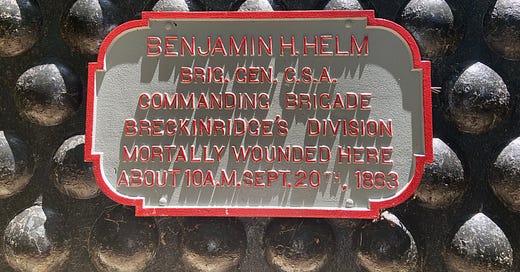 BENJAMIN H. HELM
BRIG. GEN. C.S.A.
COMMANDING BRIGADE
BRECKINRIDGE'S DIVISION
MORTALLY WOUNDED HERE
ABOUT 10 A.M. SEPT. 20TH, 1863